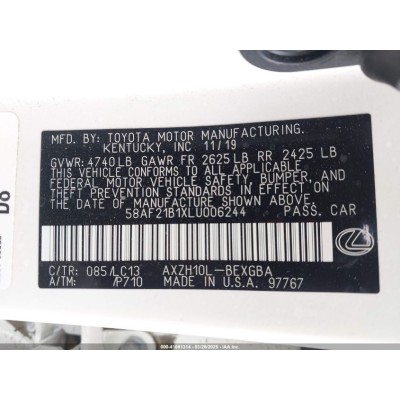 MFD. BY: TOYOTA MOTOR MANUFACTURING.
KENTUCKY, INC 11/19
GVWR: 4740LB GAWR FR 2625LB RR 2425 LB
THIS VEHICLE CONFORMS TO ALL APPLICABLE
FEDERAL MOTOR VEHICLE SAFETY, BUMPER, AND
THEFT PREVENTION STANDARDS IN EFFECT ON THE
DATE OF MANUFACTURE SHOWN ABOVE.
58AF21B1XLU006244 PASS. CAR
C/TR: 085/LC13 AXZH10L-BEXGBA
A/TM: /P710 MADE IN U.S.A. 97767